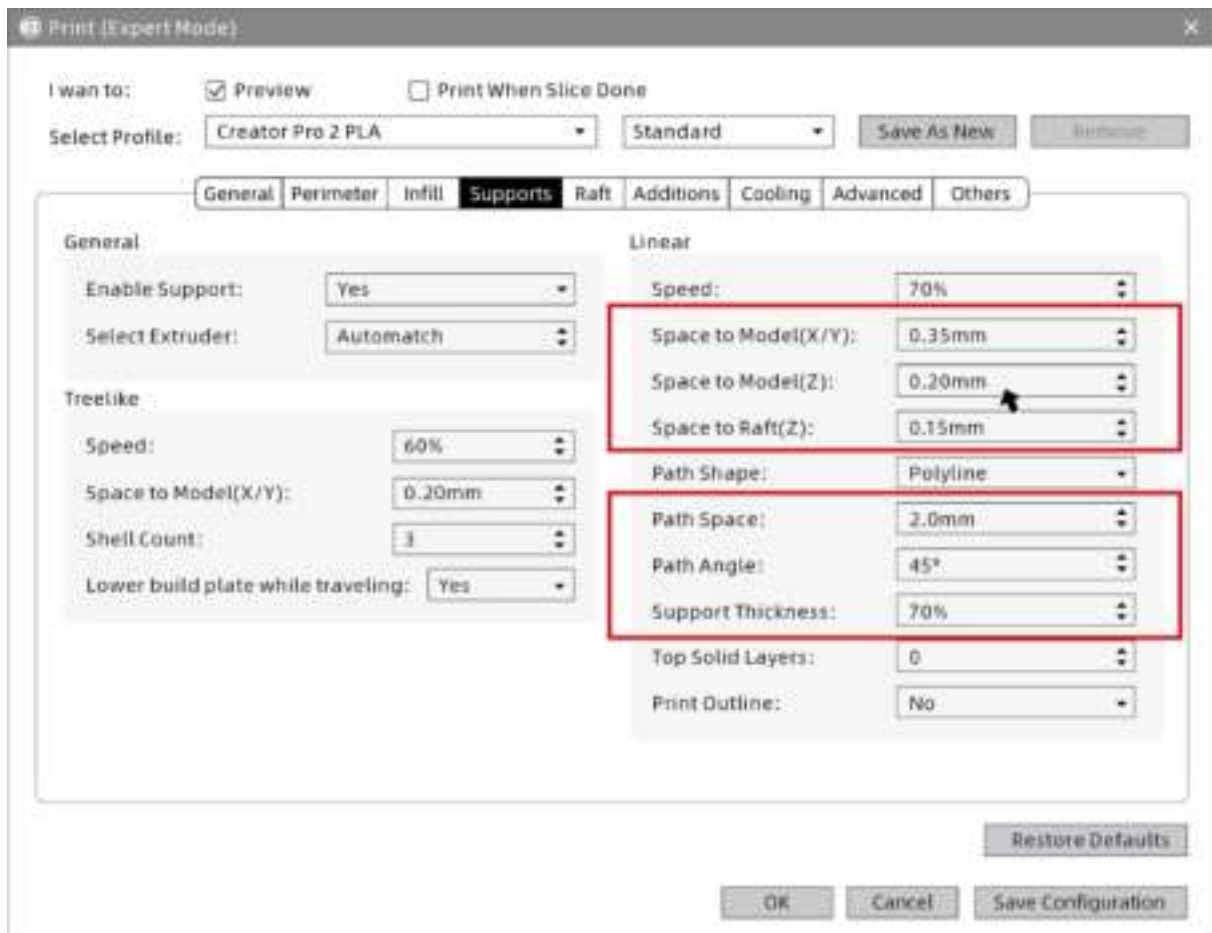 Print (Expert Mode)
I wan to: Preview Print When Slice Done
Select Profile: Creator Pro 2 PLA Standard Save As New Remove
General Perimeter Infill Supports Raft Additions Cooling Advanced Others
General
Enable Support: Yes
Select Extruder: Automatch
Treelike
Speed: 60%
Space to Model(X/Y): 0.20mm
Shell Count: 3
Lower build plate while traveling: Yes
Linear
Speed: 70%
Space to Model(X/Y): 0.35mm
Space to Model(Z): 0.20mm
Space to Raft(Z): 0.15mm
Path Shape: Polyline
Path Space: 2.0mm
Path Angle: 45°
Support Thickness: 70%
Top Solid Layers: 0
Print Outline: No
Restore Defaults
OK Cancel Save Configuration